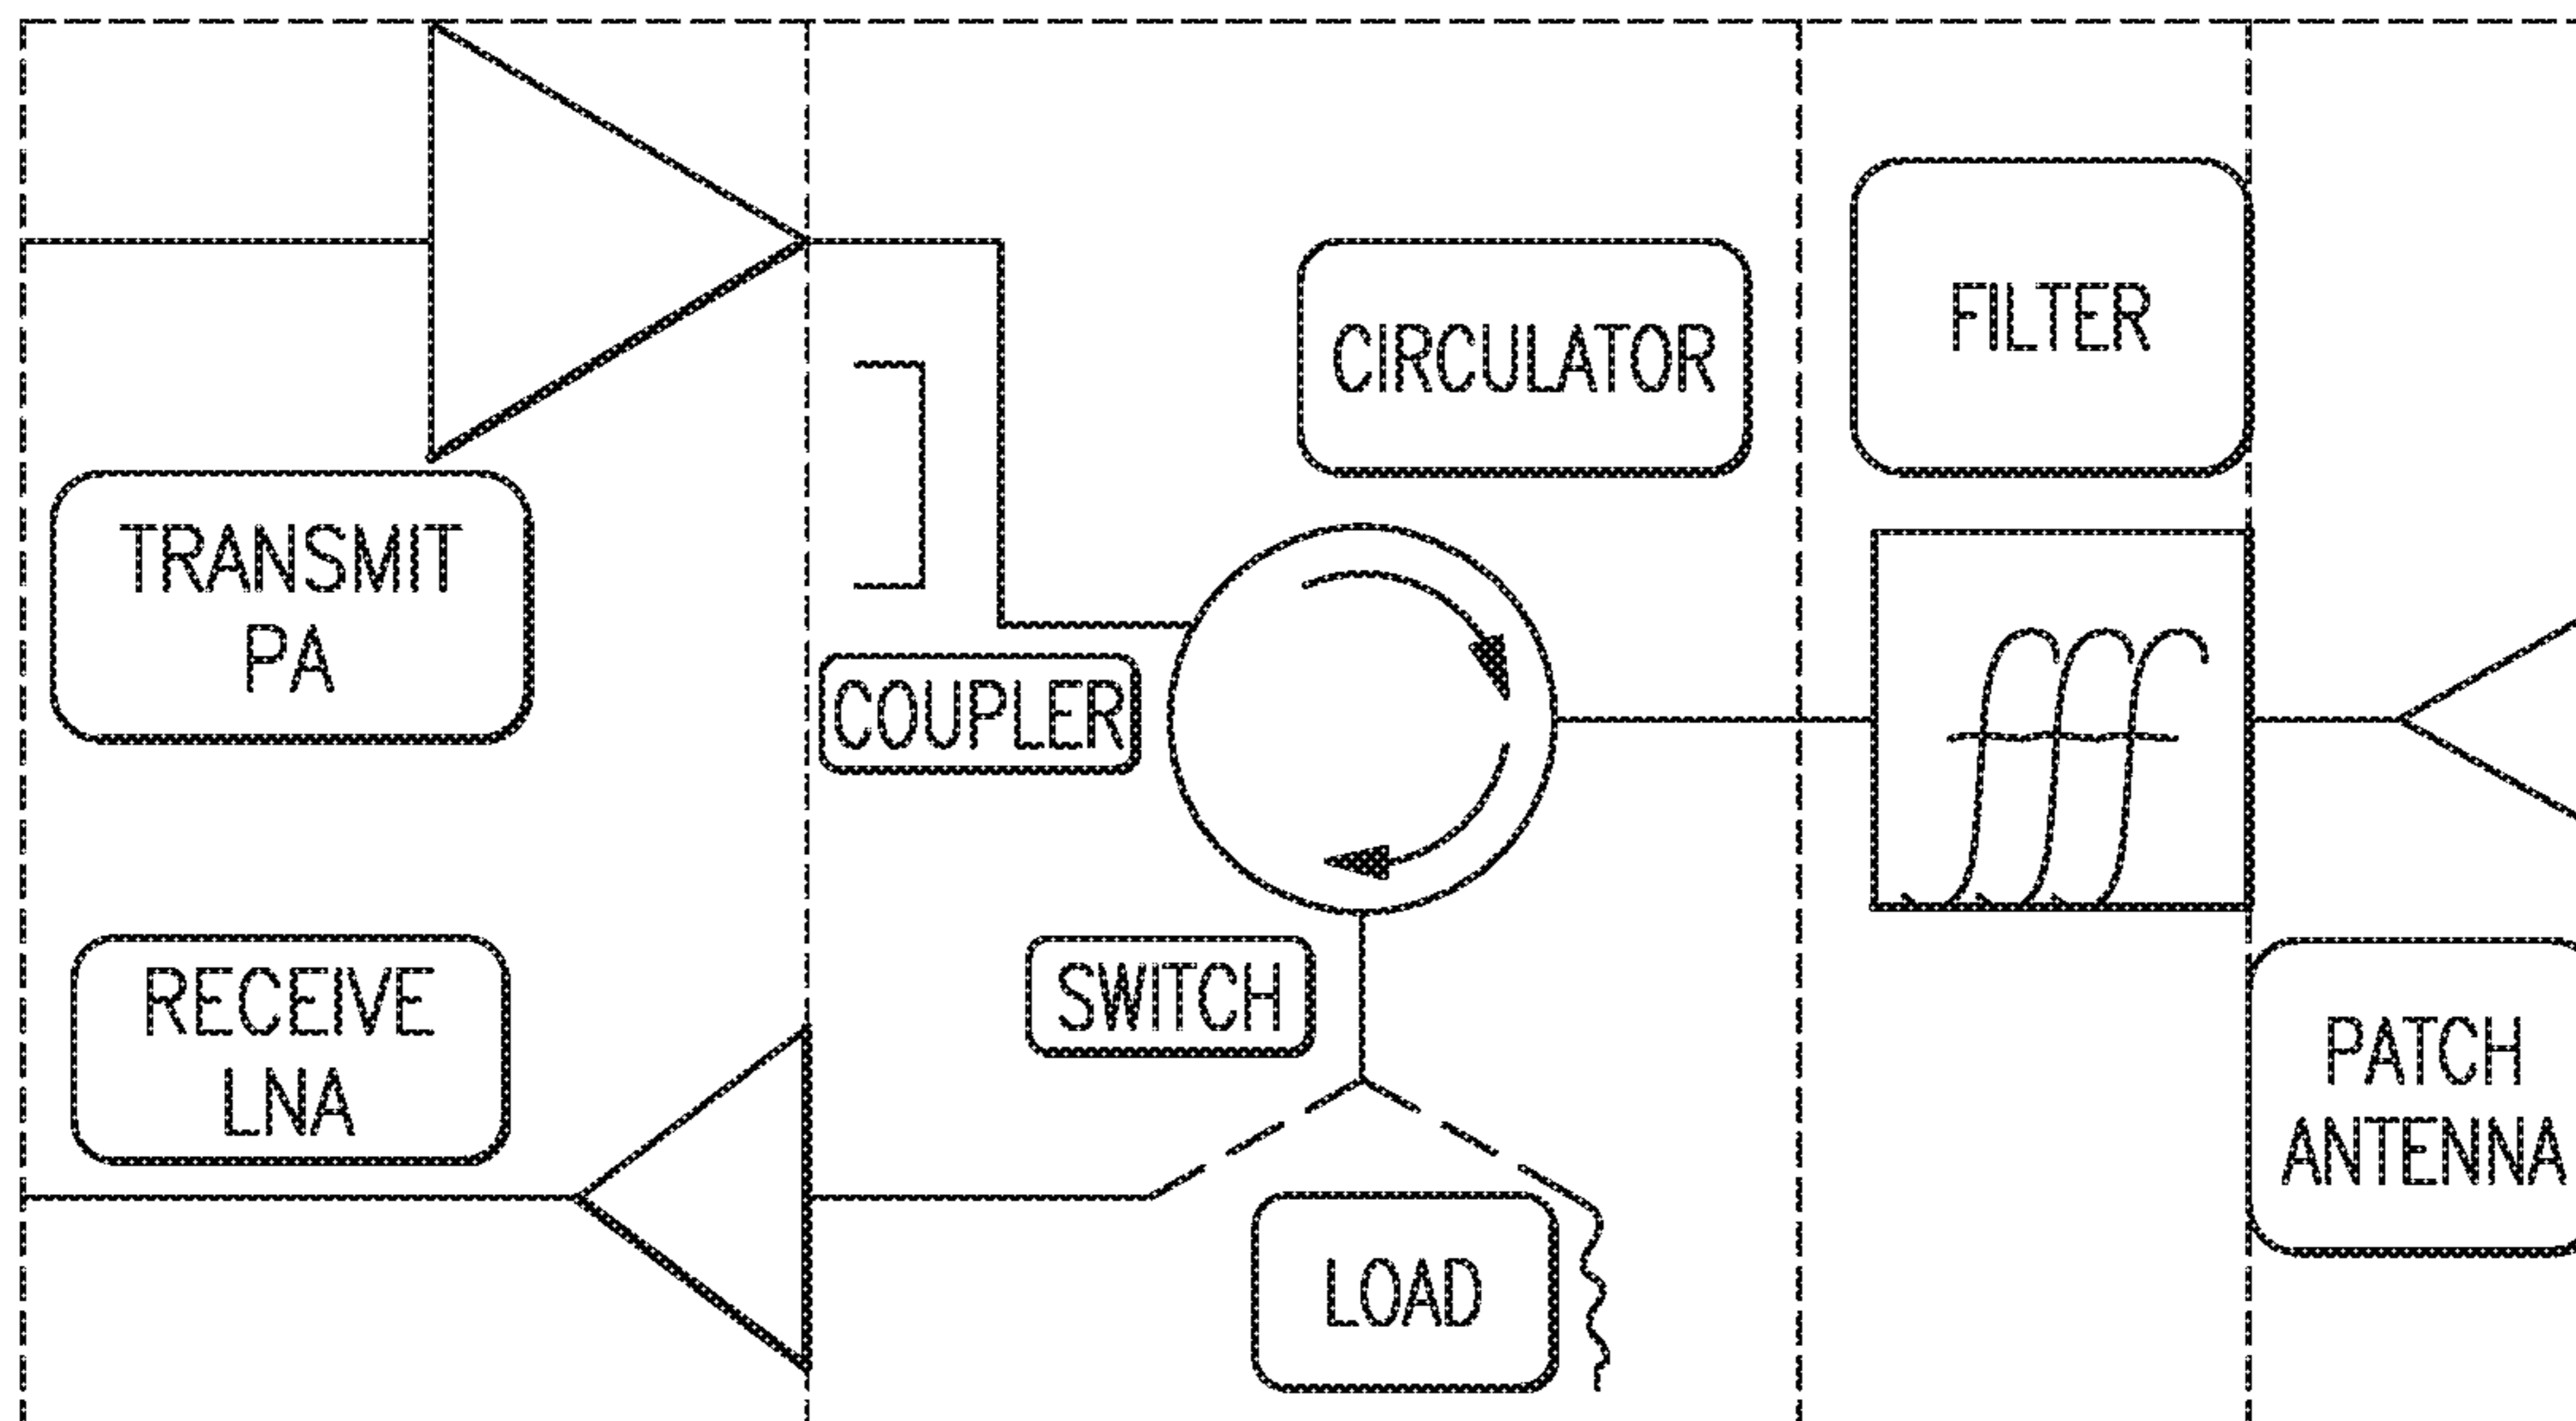 CIRCULATOR
FILTER
TRANSMIT
PA
COUPLER
RECEIVE
LNA
SWITCH
PATCH
ANTENNA
LOAD